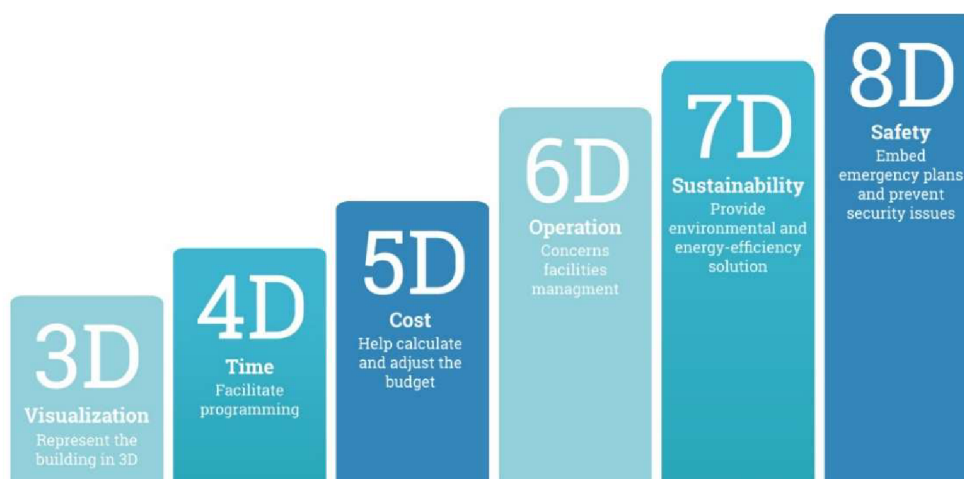 3D
Visualization
Represent the
building in 3D
4D
Time
Facilitate
programming
5D
Cost
Help calculate
and adjust the
budget
6D
Operation
Concerns
facilities
managment
7D
Sustainability
Provide
environmental and
energy-efficiency
solution
8D
Safety
Embed
emergency plans
and prevent
security issues